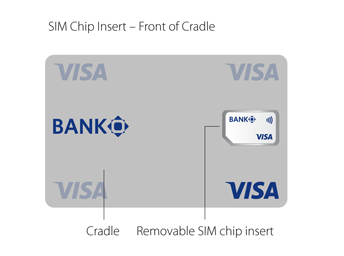 SIM Chip Insert – Front of Cradle
VISA VISA
BANK BANK
VISA
VISA VISA
Cradle Removable SIM chip insert